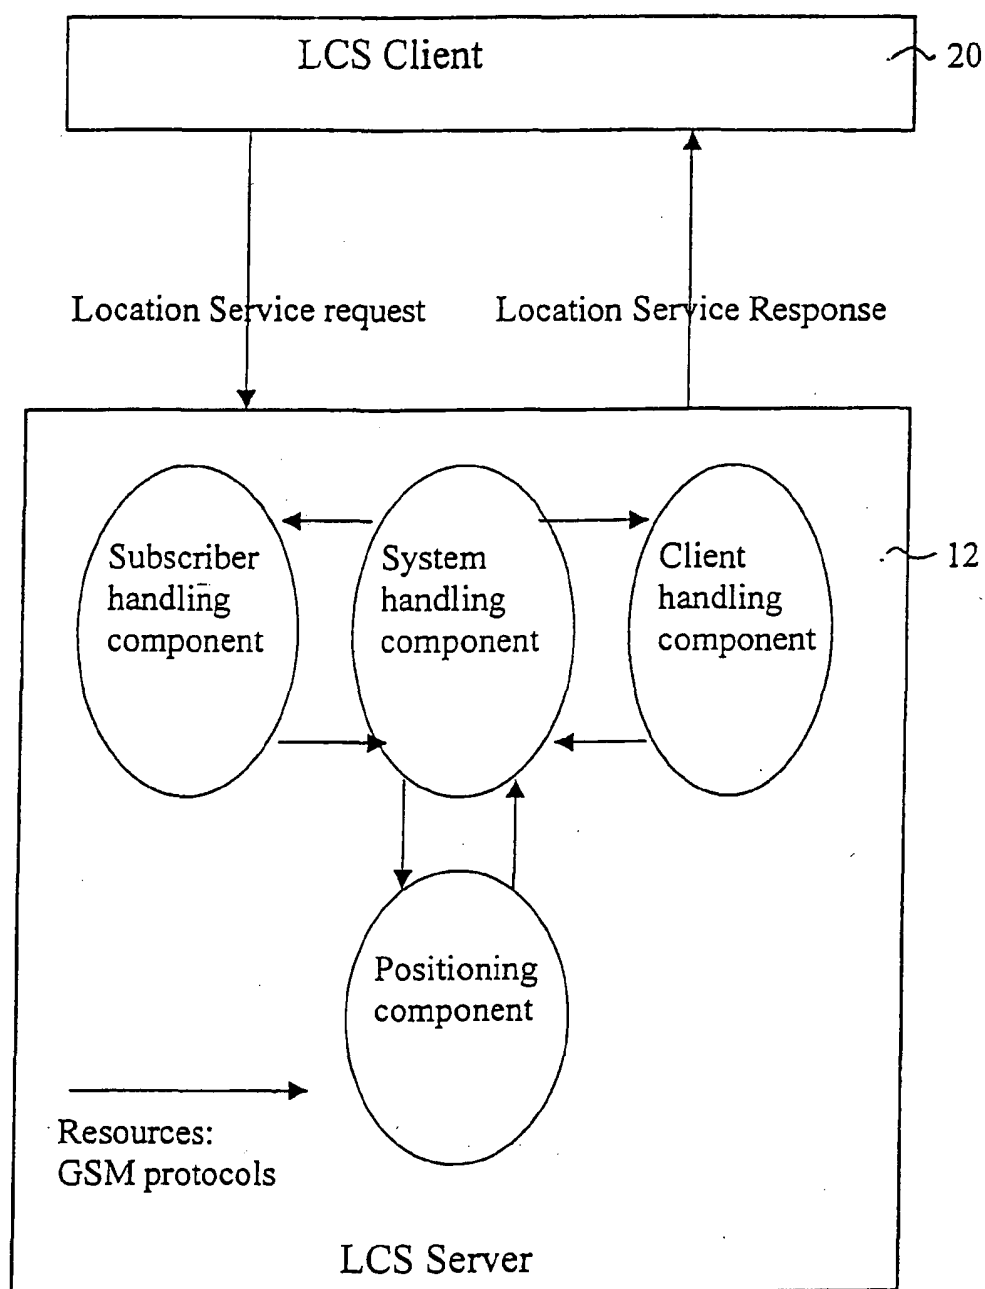 LCS Client
20
Location Service request
Location Service Response
Subscriber
handling
component
System
handling
component
Client
handling
component
12
Positioning
component
Resources:
GSM protocols
LCS Server